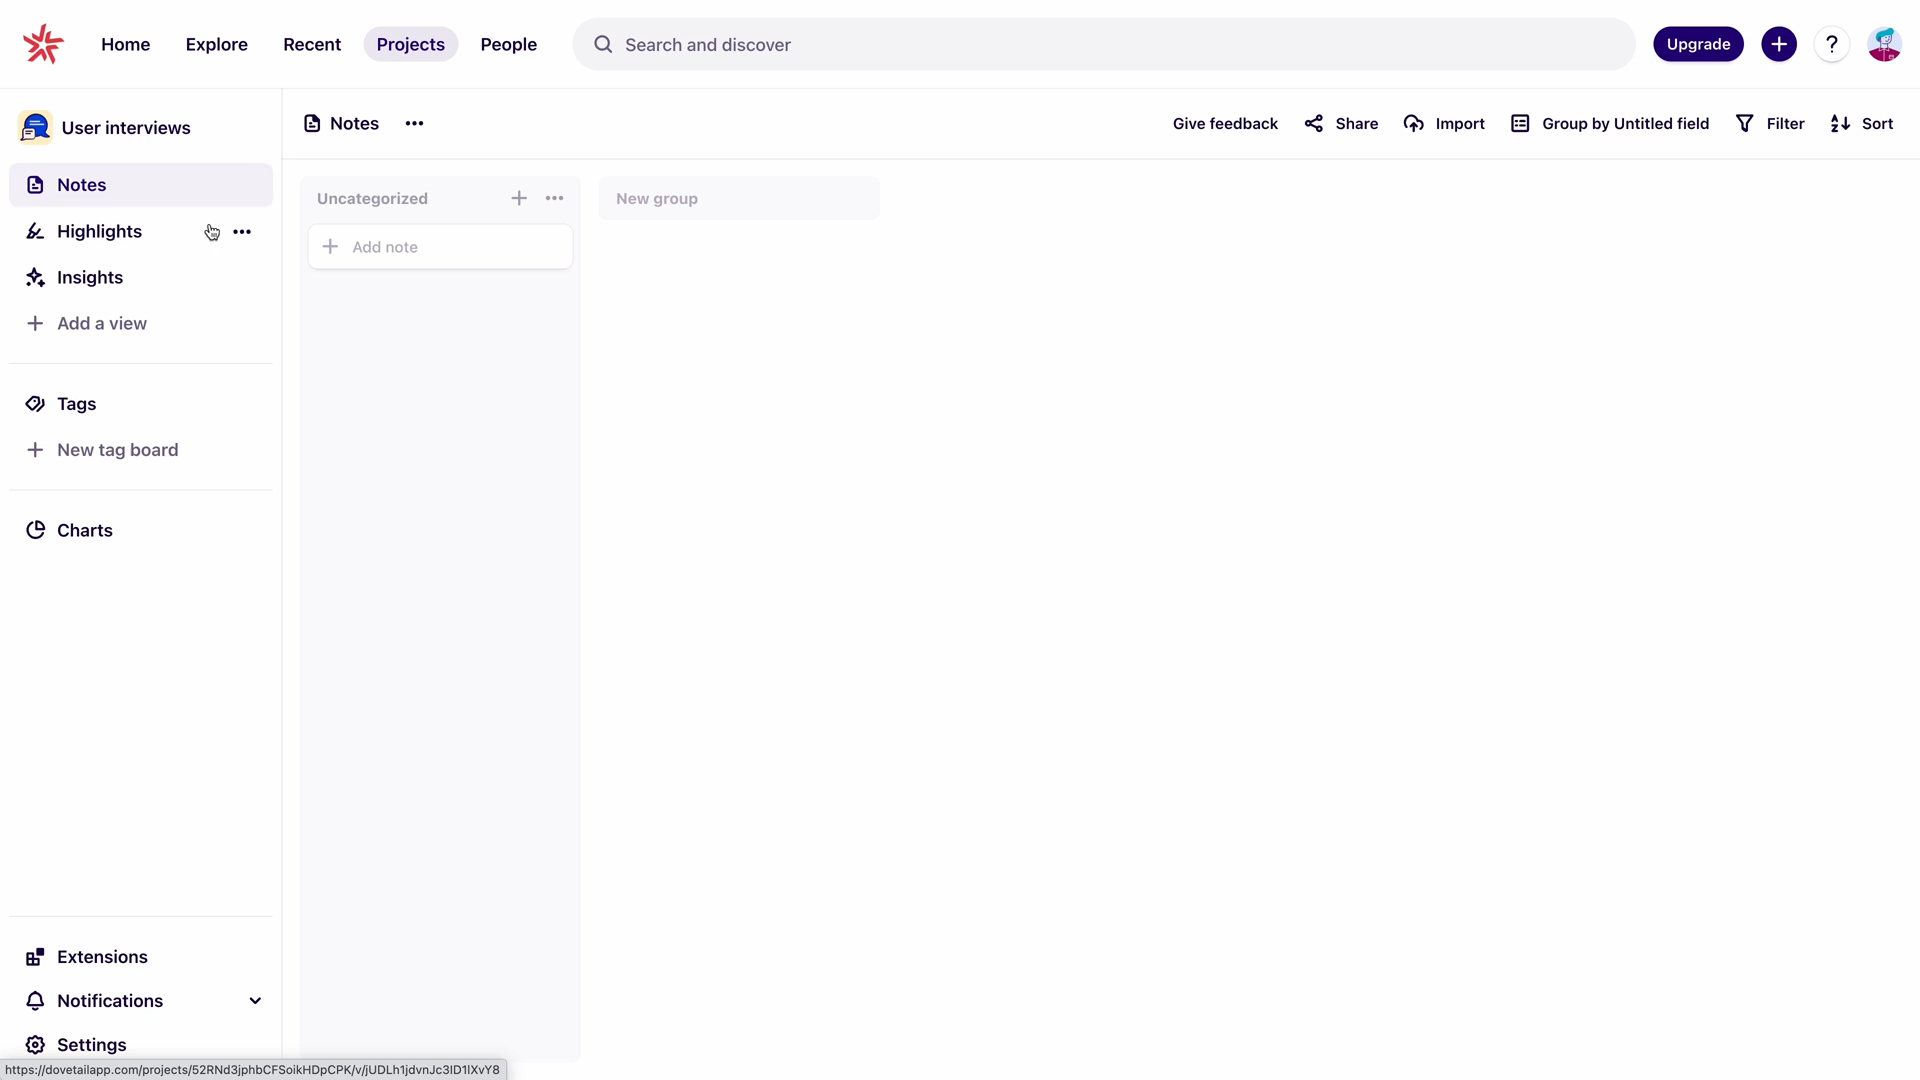 Home
Explore
Recent
Projects
People
Search and discover
Upgrade
?
User interviews
Notes
Highlights
Insights
Add a view
Tags
New tag board
Charts
Extensions
Notifications
Settings
Notes
Give feedback
Share
Import
Group by Untitled field
Filter
Sort
Uncategorized
New group
Add note
https://dovetailapp.com/projects/52RNd3jphbCFSoikHDpCPK/v/jUDLh1jdvnJc3ID1IXvY8